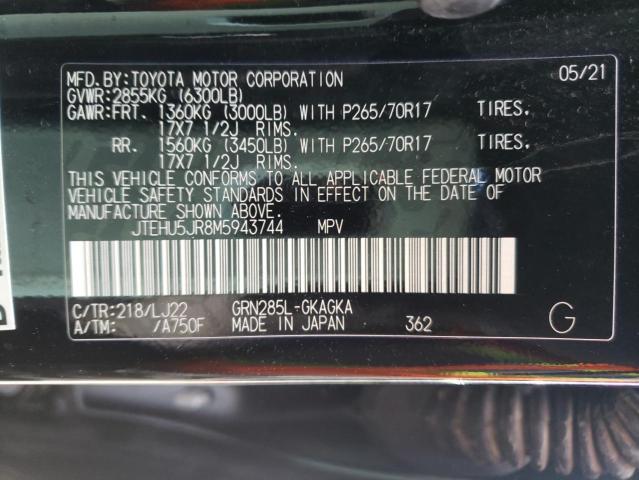 MFD.BY:TOYOTA MOTOR CORPORATION 05/21
GVWR:2855KG (6300LB)
GAWR:FRT. 1360KG (3000LB) WITH P265/70R17 TIRES.
17X7 1/2J RIMS.
RR. 1560KG (3450LB) WITH P265/70R17 TIRES.
17X7 1/2J RIMS.
THIS VEHICLE CONFORMS TO ALL APPLICABLE FEDERAL MOTOR
VEHICLE SAFETY STANDARDS IN EFFECT ON THE DATE OF
MANUFACTURE SHOWN ABOVE.
JTEHU5JR8M5943744 MPV
C/TR:218/LJ22 GRN285L-GKAGKA
A/TM: /A750F MADE IN JAPAN 362 G